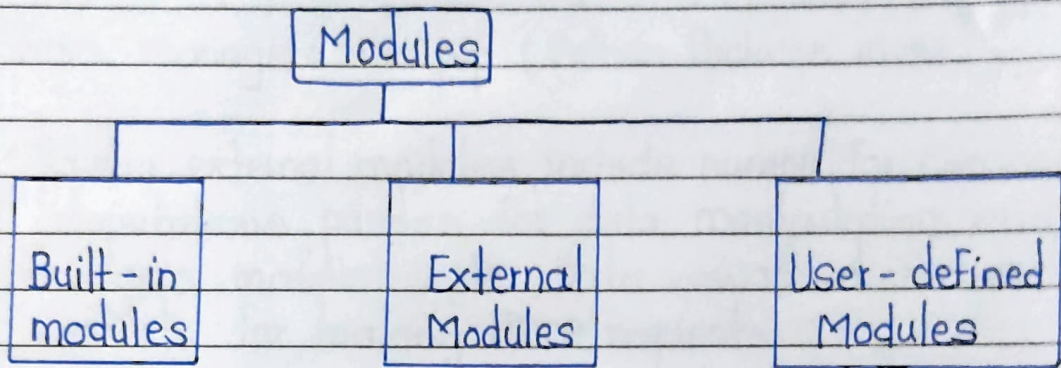 Modules
Built-in
modules
External
Modules
User-defined
Modules